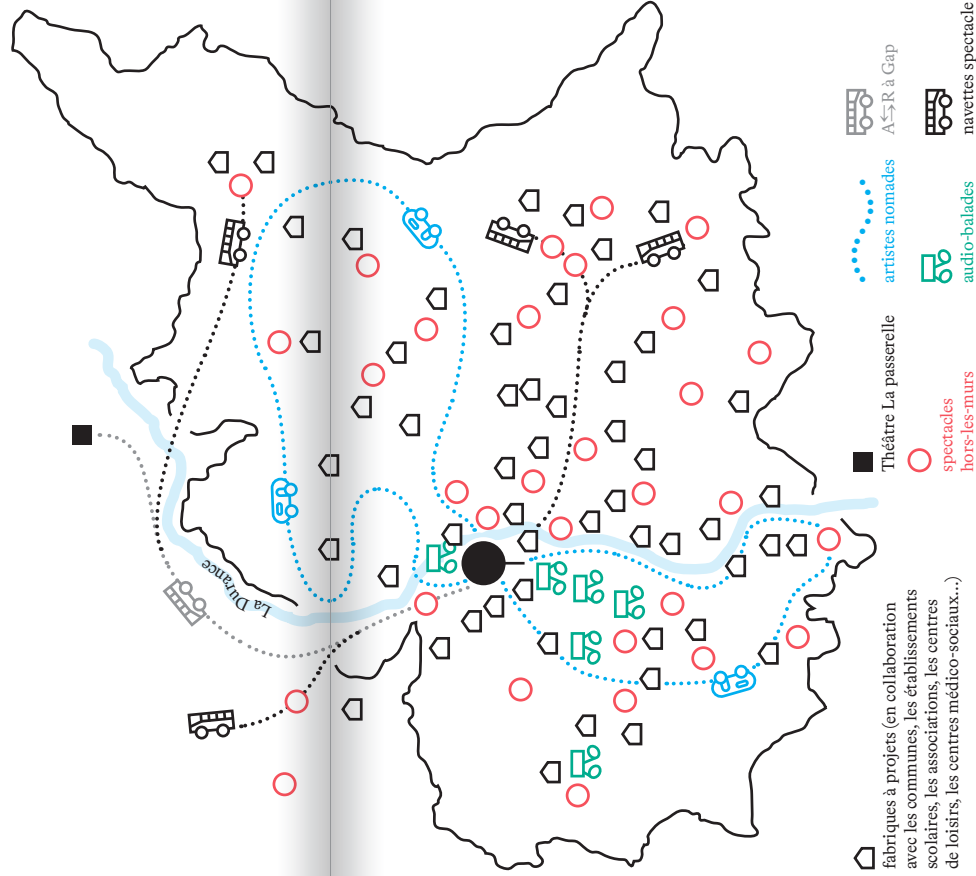 La Durance
fabriques à projets (en collaboration
avec les communes, les établissements
scolaires, les associations, les centres
de loisirs, les centres médico-sociaux...)
Théâtre La passerelle
spectacles
hors-les-murs
artistes nomades
audio-balades
A⇆R à Gap
navettes spectacle